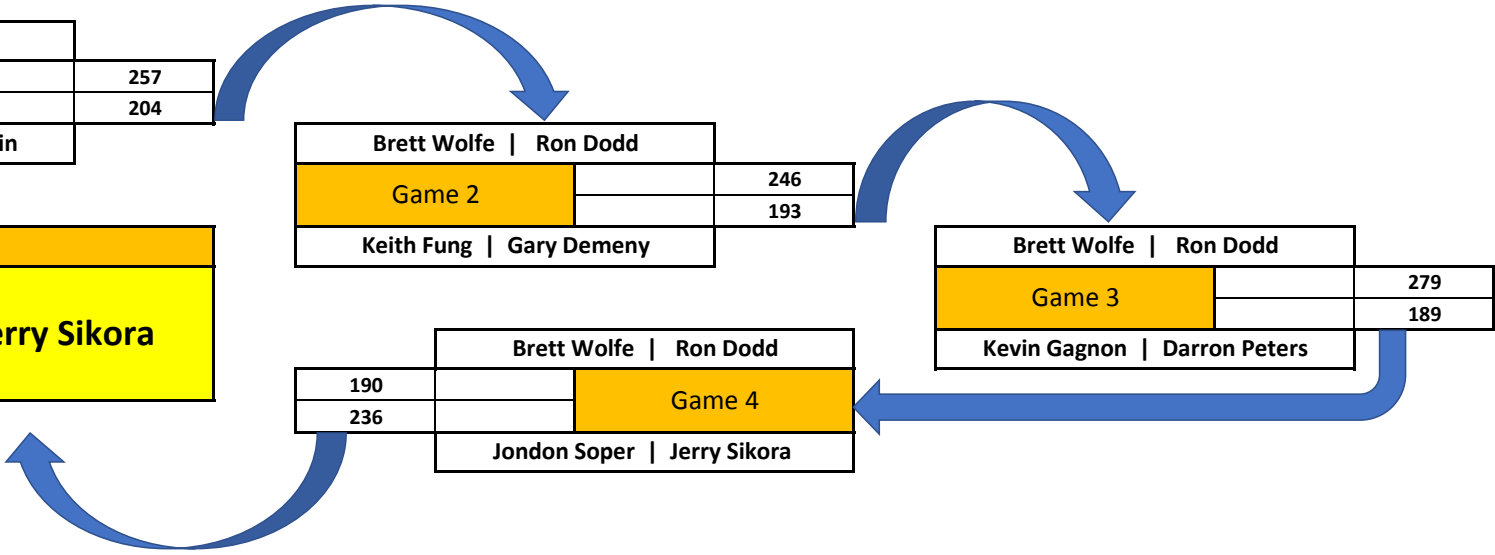 257
204
Brett Wolfe | Ron Dodd
Game 2
246
193
Keith Fung | Gary Demeny
Brett Wolfe | Ron Dodd
Game 3
279
189
Kevin Gagnon | Darron Peters
erry Sikora
Brett Wolfe | Ron Dodd
190
236
Game 4
Jondon Soper | Jerry Sikora